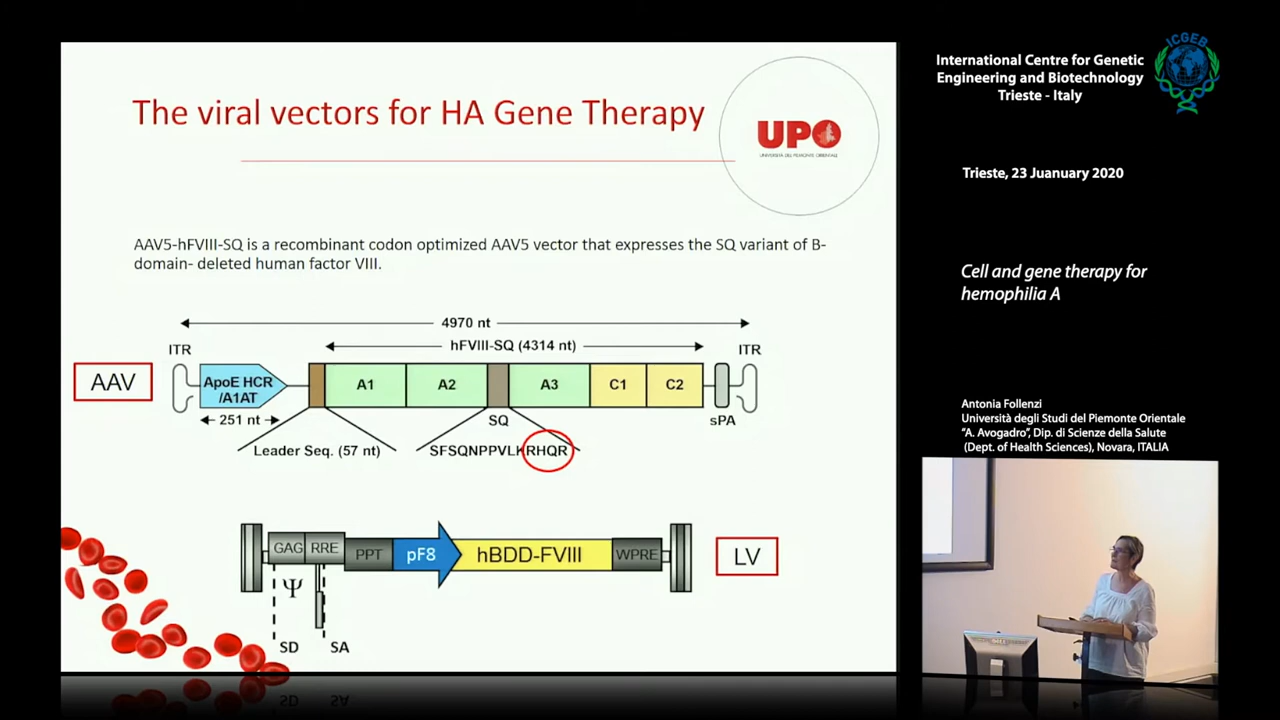 The viral vectors for HA Gene Therapy
UPO
UNIVERSITÀ DEL PIEMONTE ORIENTALE
AAV5-hFVIII-SQ is a recombinant codon optimized AAV5 vector that expresses the SQ variant of B-
domain- deleted human factor VIII.
4970 nt
ITR
hFVIII-SQ (4314 nt)
ITR
AAV
ApoE HCR
/A1AT
A1
A2
A3
C1
C2
251 nt
SQ
sPA
Leader Seq. (57 nt)
SFSQNPPVLKRHQR
GAG
RRE
PPT
pF8
hBDD-FVIII
WPRE
LV
Ψ
SD
SA
International Centre for Genetic
Engineering and Biotechnology
Trieste - Italy
ICGEB
Trieste, 23 Juanuary 2020
Cell and gene therapy for
hemophilia A
Antonia Follenzi
Università degli Studi del Piemonte Orientale
"A. Avogadro", Dip. di Scienze della Salute
(Dept. of Health Sciences), Novara, ITALIA